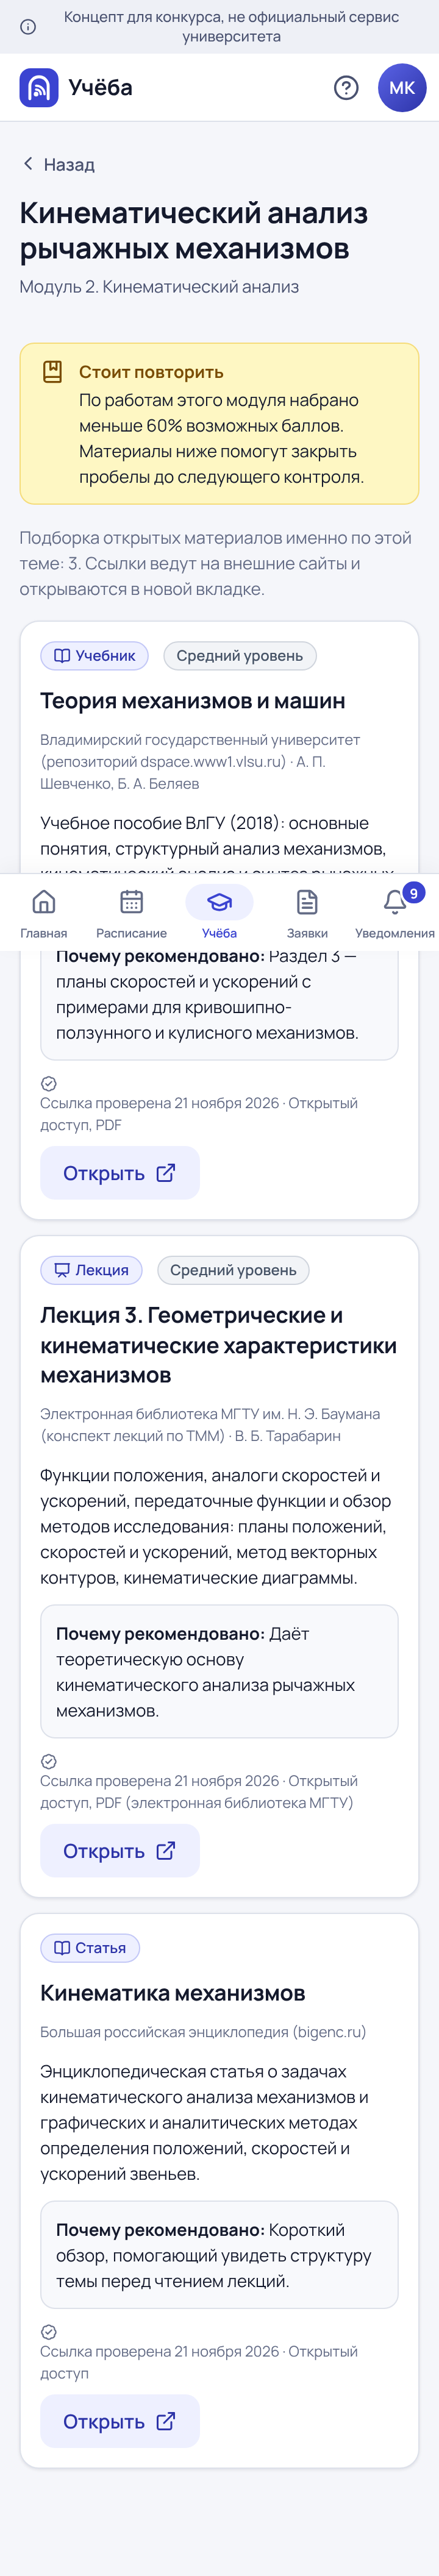 Концепт для конкурса, не официальный сервис
университета
Учёба
МК
Назад
Кинематический анализ
рычажных механизмов
Модуль 2. Кинематический анализ
Стоит повторить
По работам этого модуля набрано
меньше 60% возможных баллов.
Материалы ниже помогут закрыть
пробелы до следующего контроля.
Подборка открытых материалов именно по этой
теме: 3. Ссылки ведут на внешние сайты и
открываются в новой вкладке.
Учебник
Средний уровень
Теория механизмов и машин
Владимирский государственный университет
(репозиторий dspace.www1.vlsu.ru) · А. П.
Шевченко, Б. А. Беляев
Учебное пособие ВлГУ (2018): основные
понятия, структурный анализ механизмов,
Главная
Расписание
Учёба
Заявки
9
Уведомления
Почему рекомендовано: Раздел 3 —
планы скоростей и ускорений с
примерами для кривошипно-
ползунного и кулисного механизмов.
Ссылка проверена 21 ноября 2026 · Открытый
доступ, PDF
Открыть
Лекция
Средний уровень
Лекция 3. Геометрические и
кинематические характеристики
механизмов
Электронная библиотека МГТУ им. Н. Э. Баумана
(конспект лекций по ТММ) · В. Б. Тарабарин
Функции положения, аналоги скоростей и
ускорений, передаточные функции и обзор
методов исследования: планы положений,
скоростей и ускорений, метод векторных
контуров, кинематические диаграммы.
Почему рекомендовано: Даёт
теоретическую основу
кинематического анализа рычажных
механизмов.
Ссылка проверена 21 ноября 2026 · Открытый
доступ, PDF (электронная библиотека МГТУ)
Открыть
Статья
Кинематика механизмов
Большая российская энциклопедия (bigenc.ru)
Энциклопедическая статья о задачах
кинематического анализа механизмов и
графических и аналитических методах
определения положений, скоростей и
ускорений звеньев.
Почему рекомендовано: Короткий
обзор, помогающий увидеть структуру
темы перед чтением лекций.
Ссылка проверена 21 ноября 2026 · Открытый
доступ
Открыть